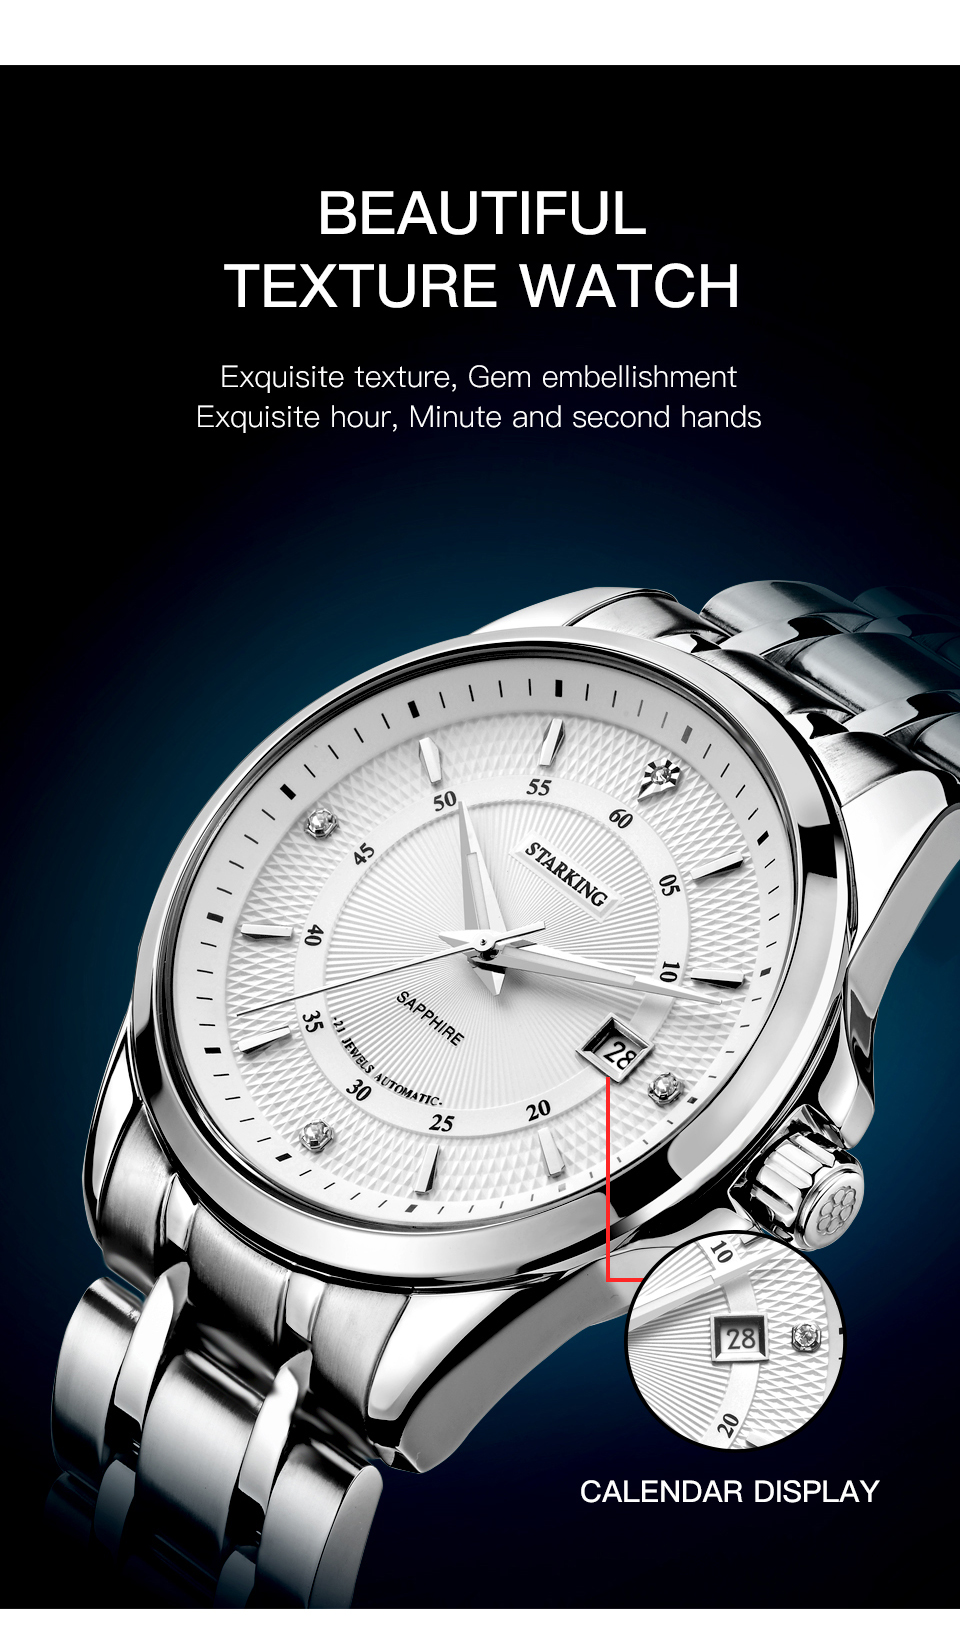 BEAUTIFUL
TEXTURE WATCH
Exquisite texture, Gem embellishment
Exquisite hour, Minute and second hands
60
05
10
28
20
25
30
35
40
45
50
55
STARKING
SAPPHIRE
·21 JEWELS AUTOMATIC·
10
28
20
CALENDAR DISPLAY